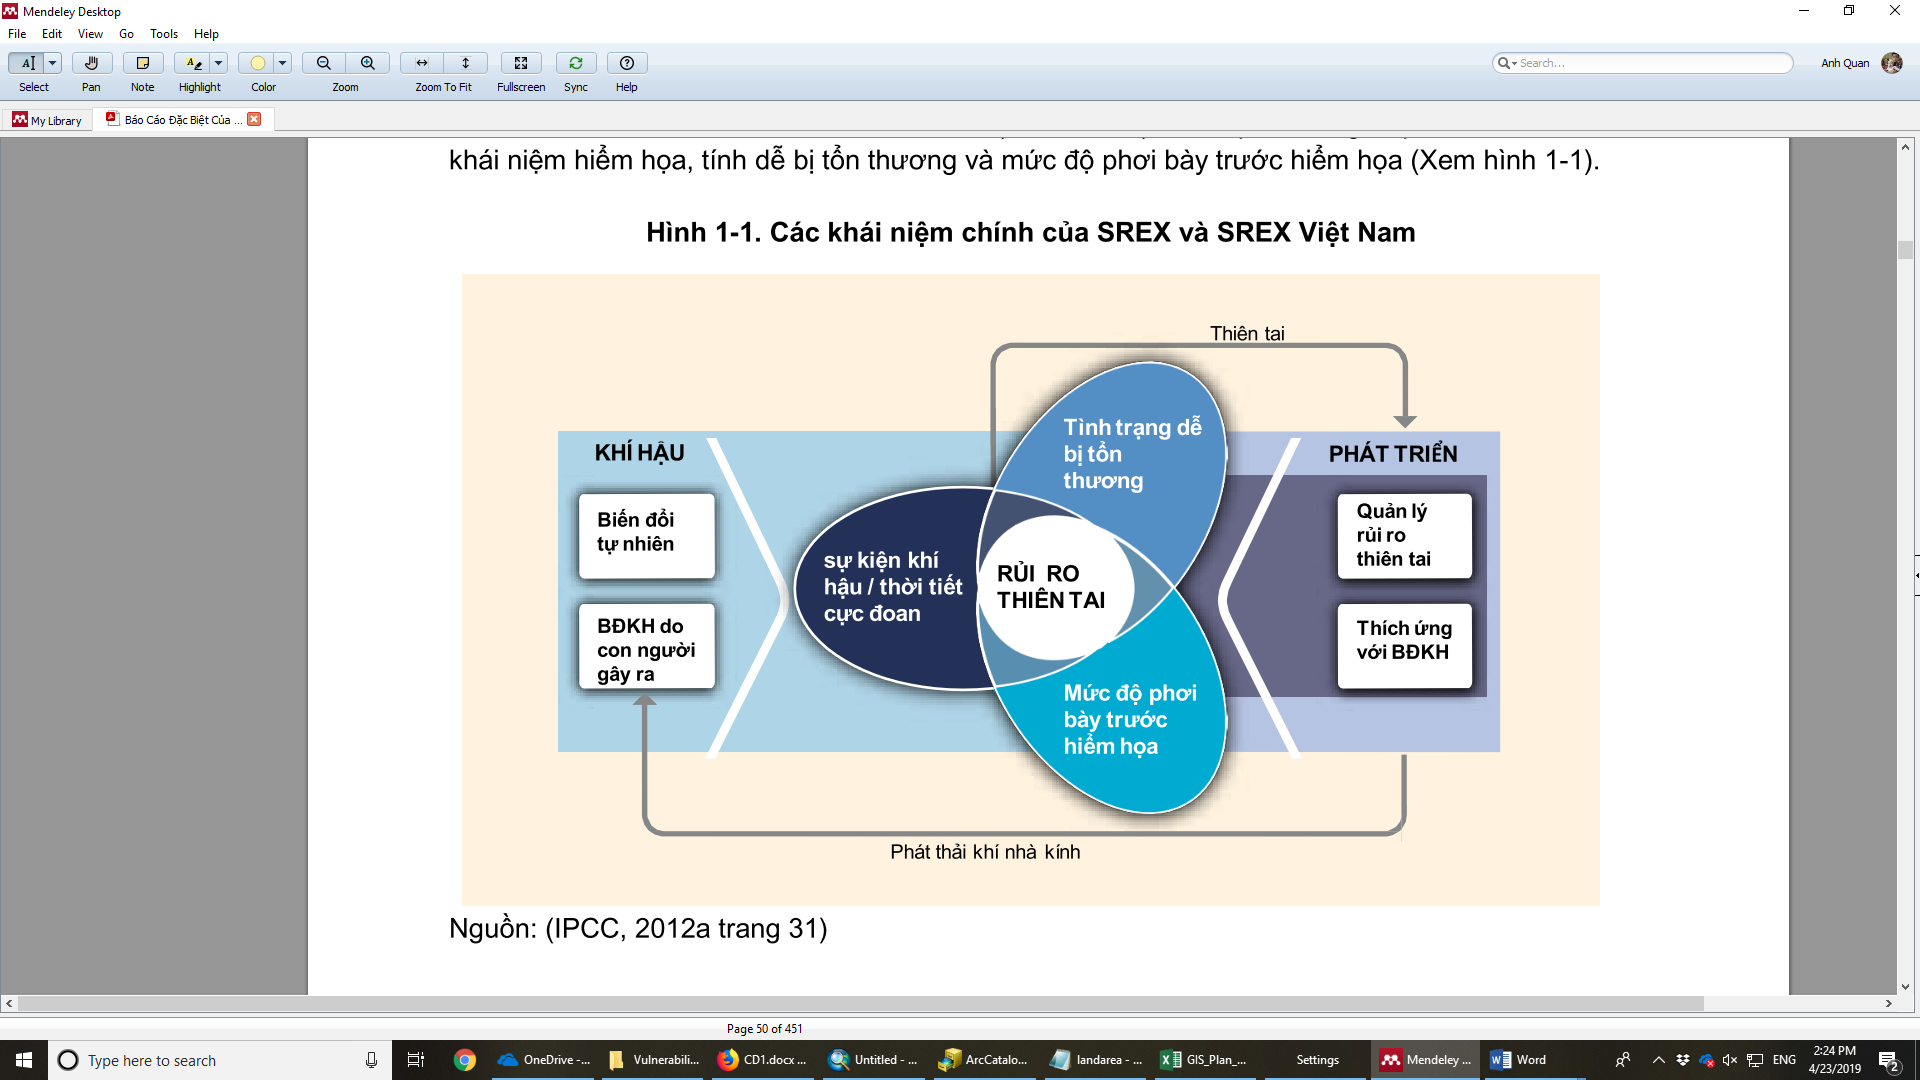 Mendeley Desktop
File Edit View Go Tools Help
Select Pan Note Highlight Color Zoom Zoom To Fit Fullscreen Sync Help
Search...
Anh Quan
My Library
Báo Cáo Đặc Biệt Của ...
khái niệm hiểm họa, tính dễ bị tổn thương và mức độ phơi bày trước hiểm họa (Xem hình 1-1).
Hình 1-1. Các khái niệm chính của SREX và SREX Việt Nam
Thiên tai
KHÍ HẬU
Biến đổi
tự nhiên
BĐKH do
con người
gây ra
sự kiện khí
hậu / thời tiết
cực đoan
Tình trạng dễ
bị tổn
thương
RỦI RO
THIÊN TAI
Mức độ phơi
bày trước
hiểm họa
PHÁT TRIỂN
Quản lý
rủi ro
thiên tai
Thích ứng
với BĐKH
Phát thải khí nhà kính
Nguồn: (IPCC, 2012a trang 31)
Page 50 of 451
Type here to search
OneDrive -...
Vulnerabili...
CD1.docx ...
Untitled - ...
ArcCatalo...
landarea - ...
GIS_Plan_...
Settings
Mendeley ...
Word
ENG
2:24 PM
4/23/2019
2